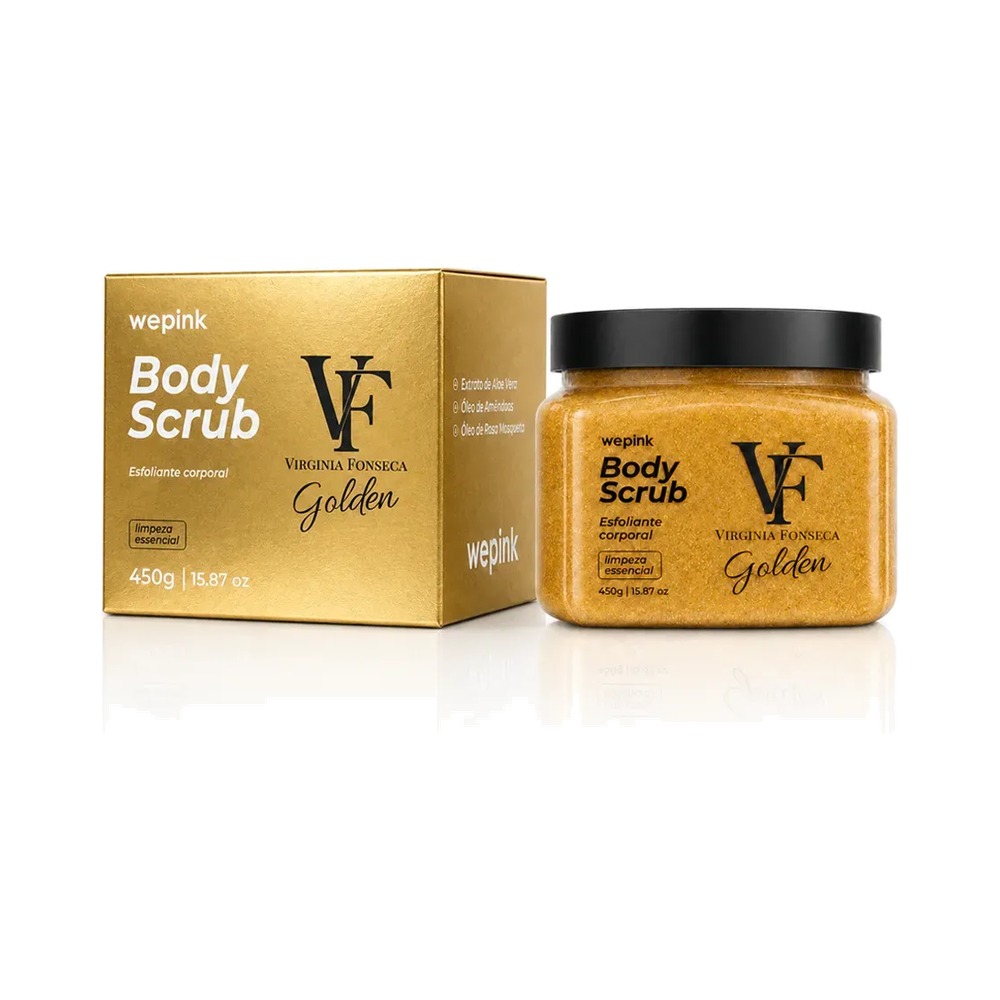 wepink
Body
Scrub
Esfoliante corporal
limpeza
essencial
450g | 15.87 oz
VF
VIRGINIA FONSECA
Golden
Extrato de Aloe Vera
Óleo de Amêndoas
Óleo de Rosa Mosqueta
wepink
wepink
Body
Scrub
Esfoliante
corporal
limpeza
essencial
450g | 15.87 oz
VF
VIRGINIA FONSECA
Golden